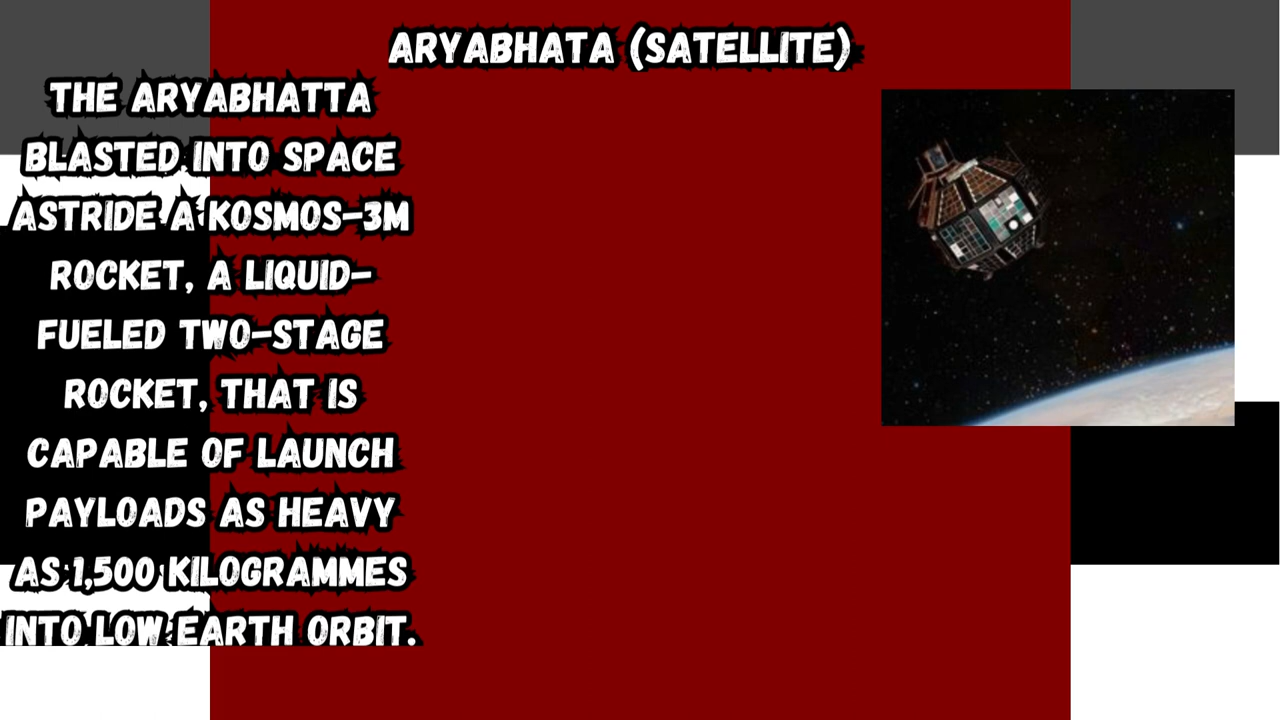 ARYABHATA (SATELLITE)
THE ARYABHATTA
BLASTED INTO SPACE
ASTRIDE A KOSMOS-3M
ROCKET, A LIQUID-
FUELED TWO-STAGE
ROCKET, THAT IS
CAPABLE OF LAUNCH
PAYLOADS AS HEAVY
AS 1,500 KILOGRAMMES
INTO LOW EARTH ORBIT.